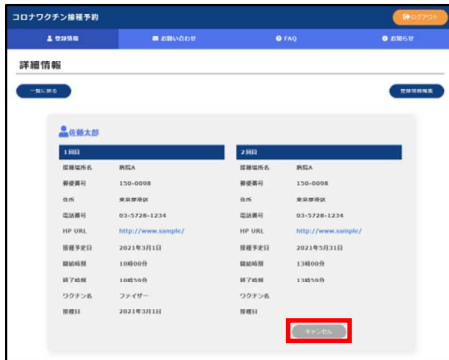 コロナワクチン接種予約
ログアウト
登録情報
お問い合わせ
FAQ
お知らせ
詳細情報
一覧に戻る
登録情報編集
佐藤太郎
1回目
接種場所名 病院A
郵便番号 150-0098
住所 東京都港区
電話番号 03-5728-1234
HP URL http://www.sample/
接種予定日 2021年3月1日
開始時刻 10時00分
終了時刻 10時59分
ワクチン名 ファイザー
接種日 2021年3月1日
2回目
接種場所名 病院A
郵便番号 150-0098
住所 東京都港区
電話番号 03-5728-1234
HP URL http://www.sample/
接種予定日 2021年5月31日
開始時刻 13時00分
終了時刻 13時59分
ワクチン名
接種日
キャンセル